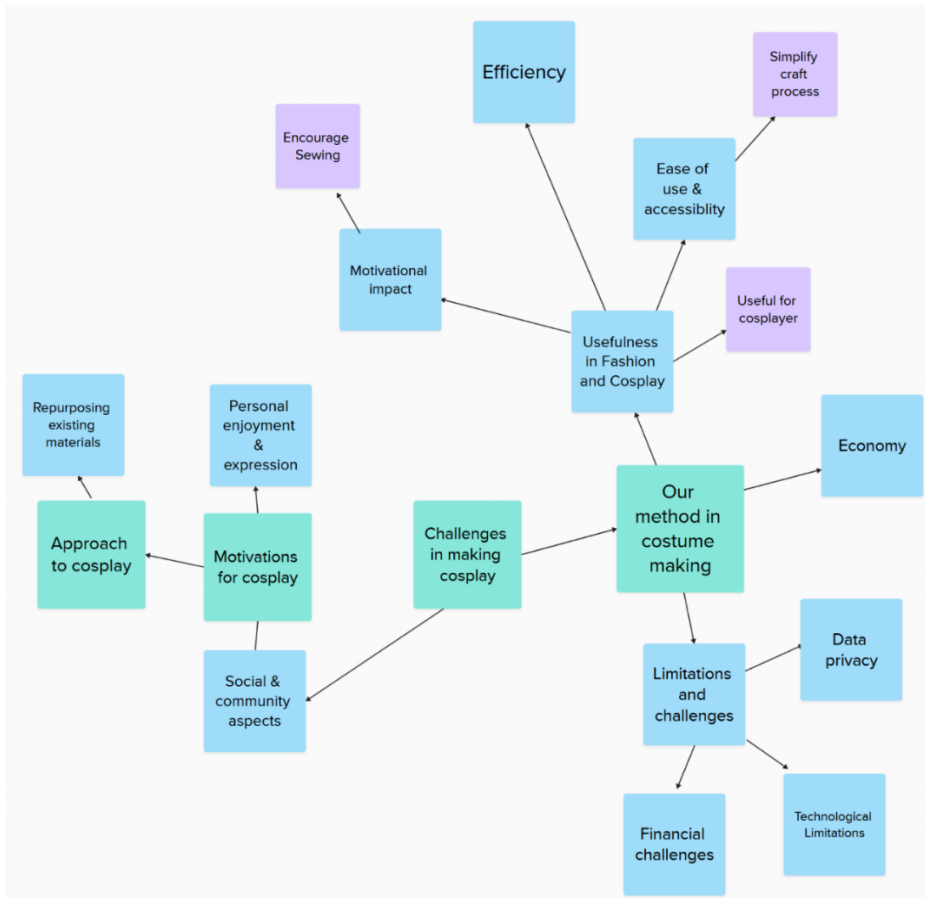 Simplify
craft
process
Efficiency
Encourage
Sewing
Ease of
use &
accessiblity
Motivational
impact
Useful for
cosplayer
Usefulness
in Fashion
and Cosplay
Repurposing
existing
materials
Personal
enjoyment
&
expression
Economy
Approach
to cosplay
Motivations
for cosplay
Challenges
in making
cosplay
Our
method in
costume
making
Social &
community
aspects
Limitations
and
challenges
Data
privacy
Financial
challenges
Technological
Limitations